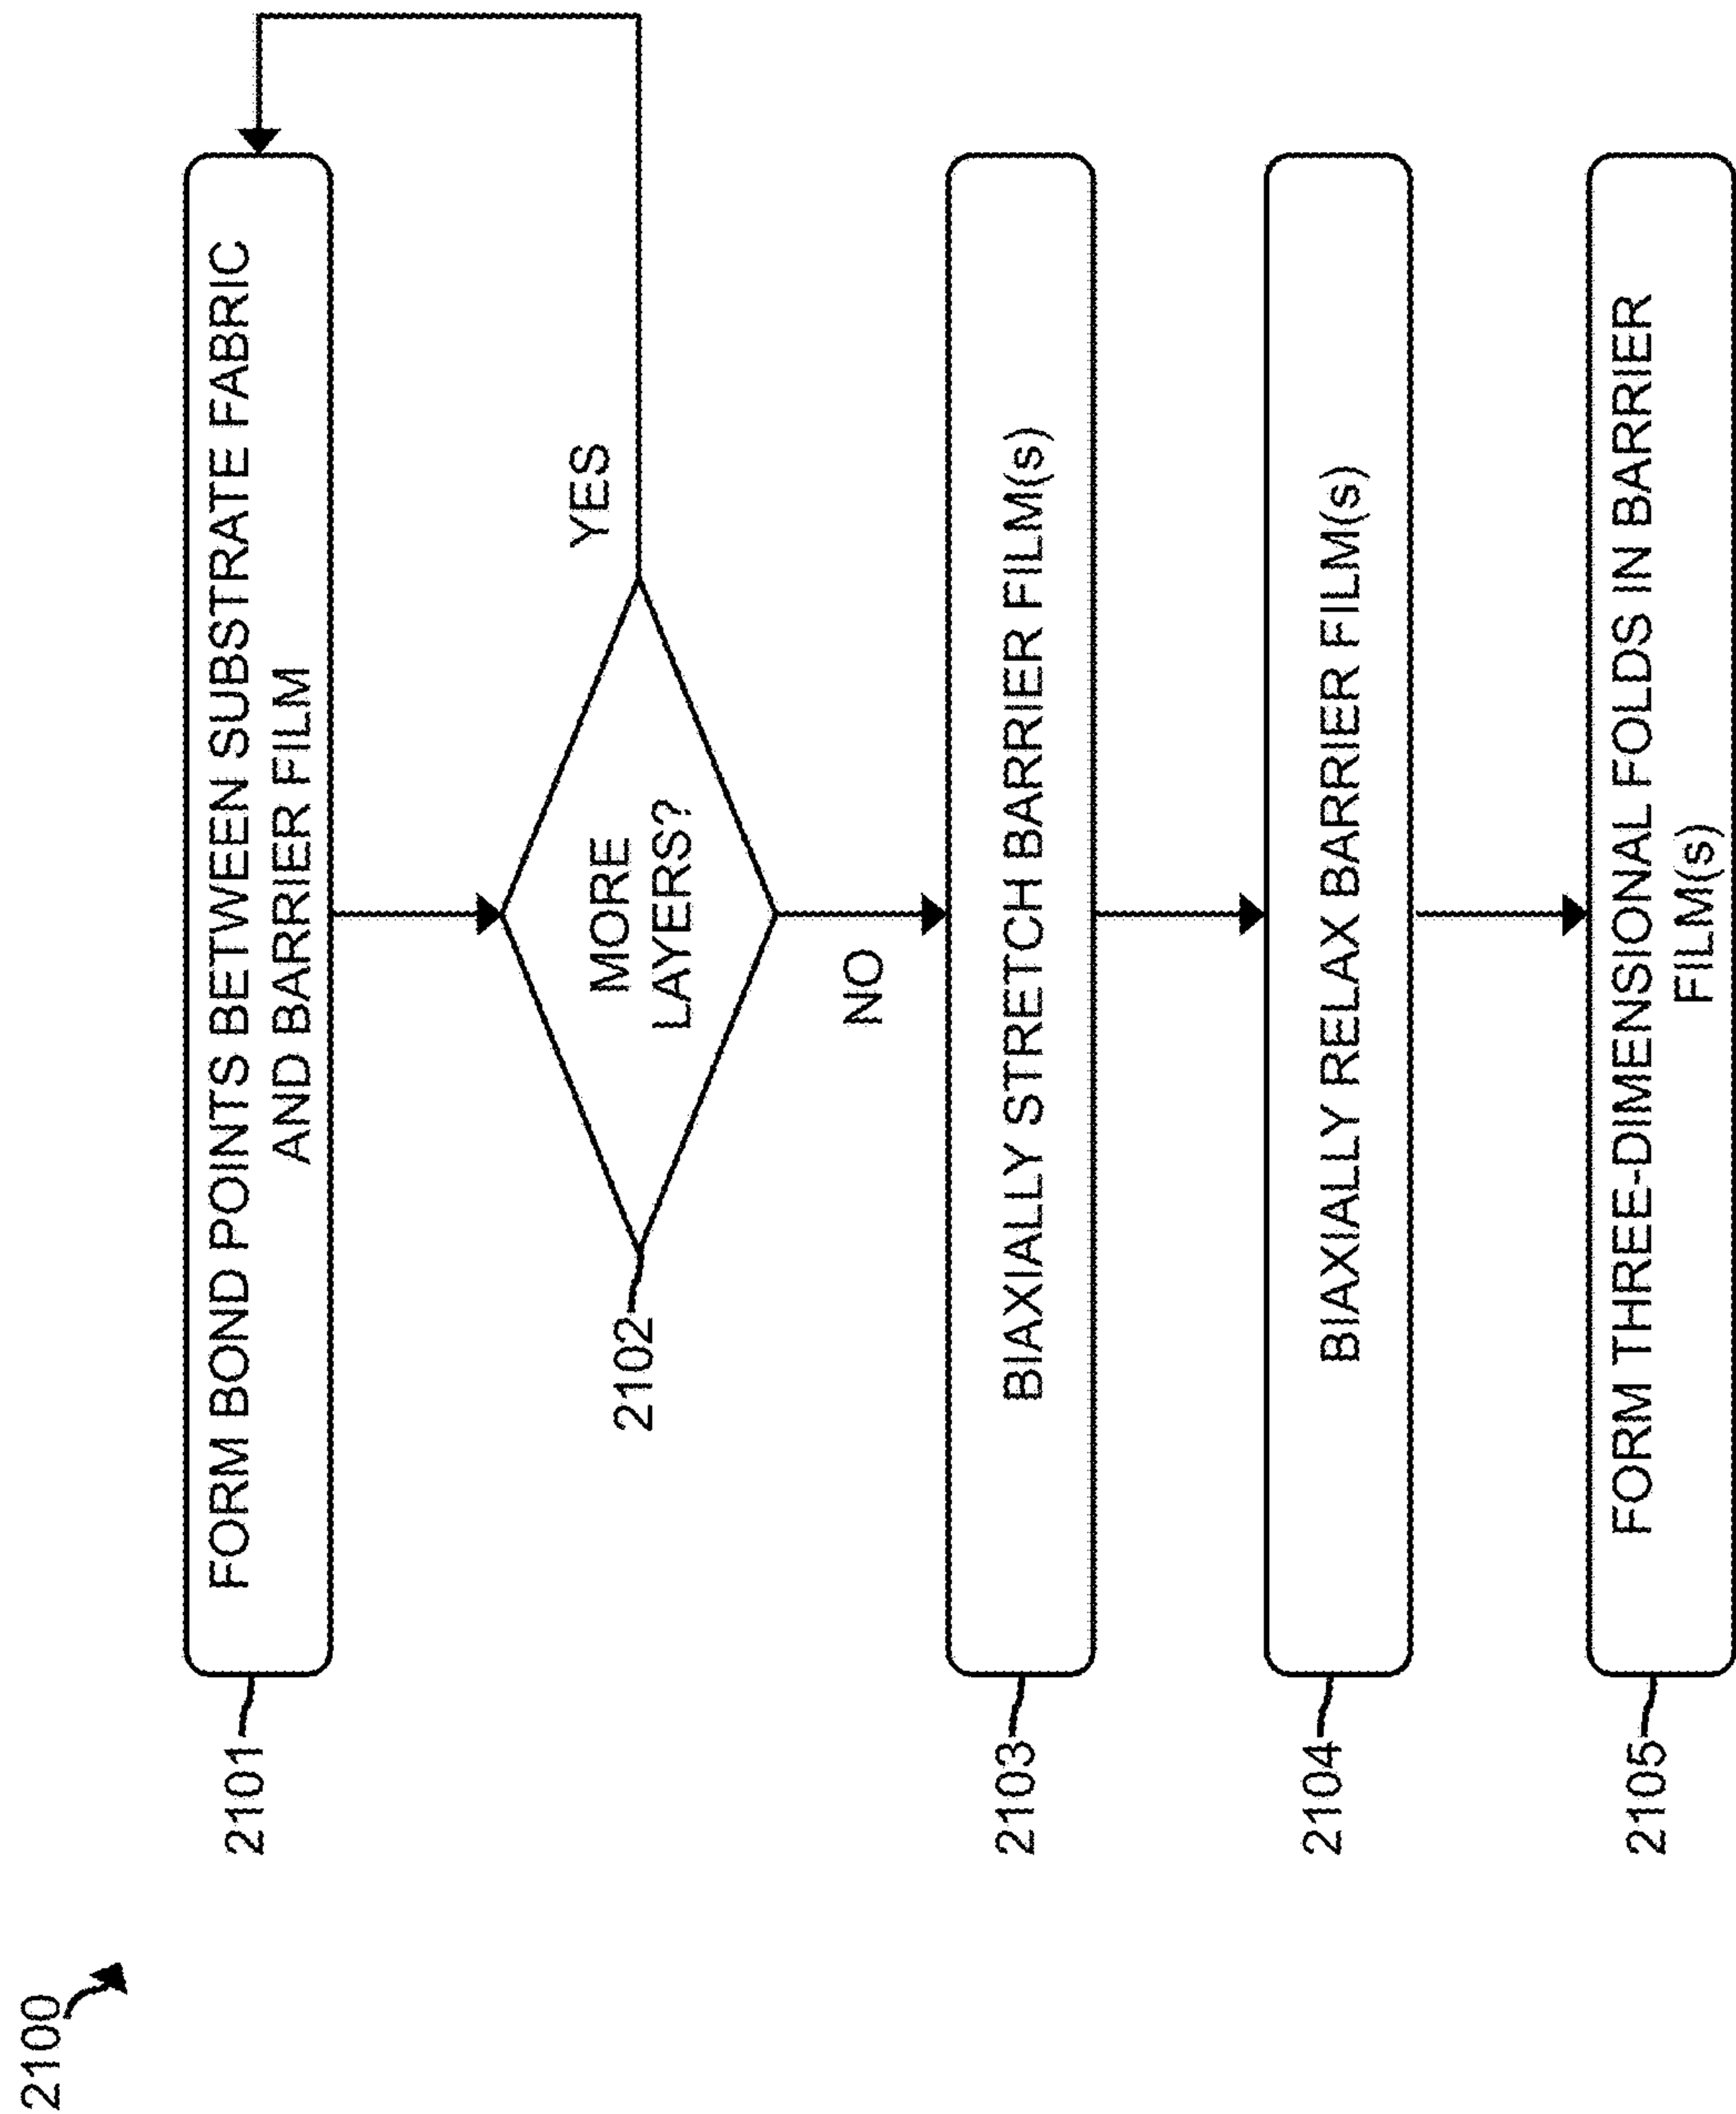 2100
2101
FORM BOND POINTS BETWEEN SUBSTRATE FABRIC
AND BARRIER FILM
2102
MORE
LAYERS?
YES
NO
2103
BIAXIALLY STRETCH BARRIER FILM(s)
2104
BIAXIALLY RELAX BARRIER FILM(s)
2105
FORM THREE-DIMENSIONAL FOLDS IN BARRIER
FILM(s)